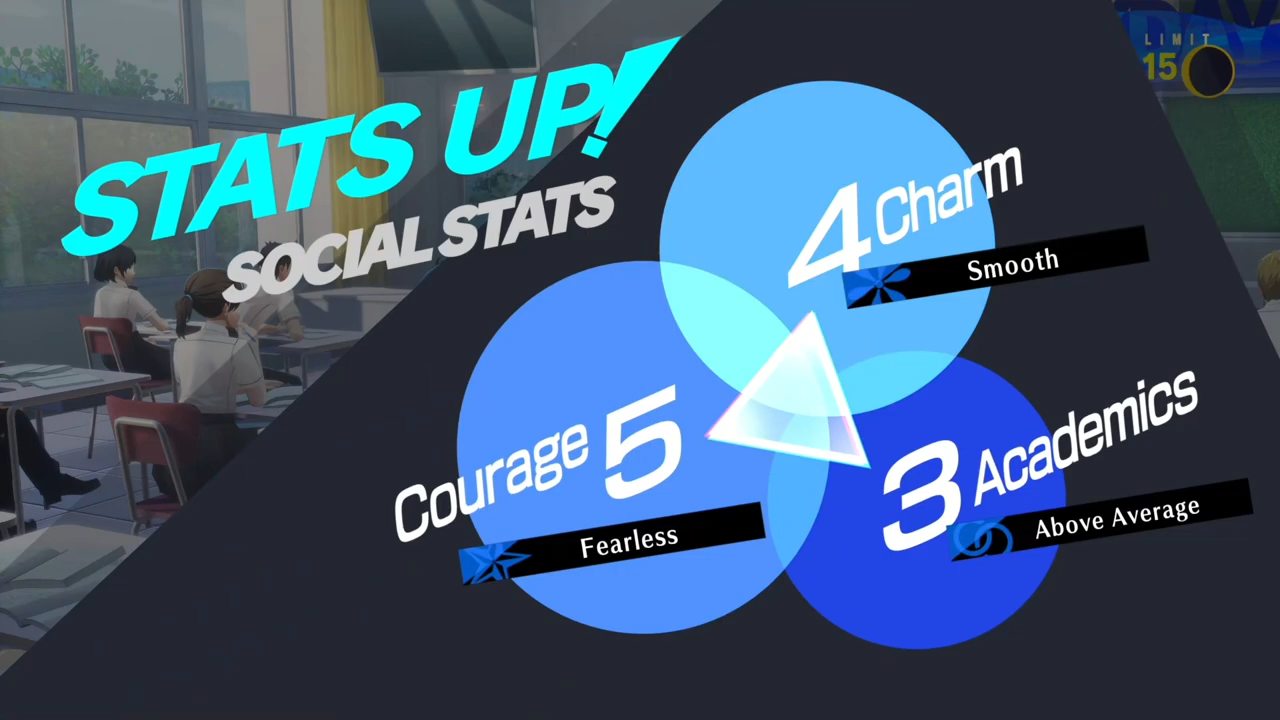 STATS UP!
SOCIAL STATS
LIMIT
15
4 Charm
Smooth
Courage 5
Fearless
3 Academics
Above Average